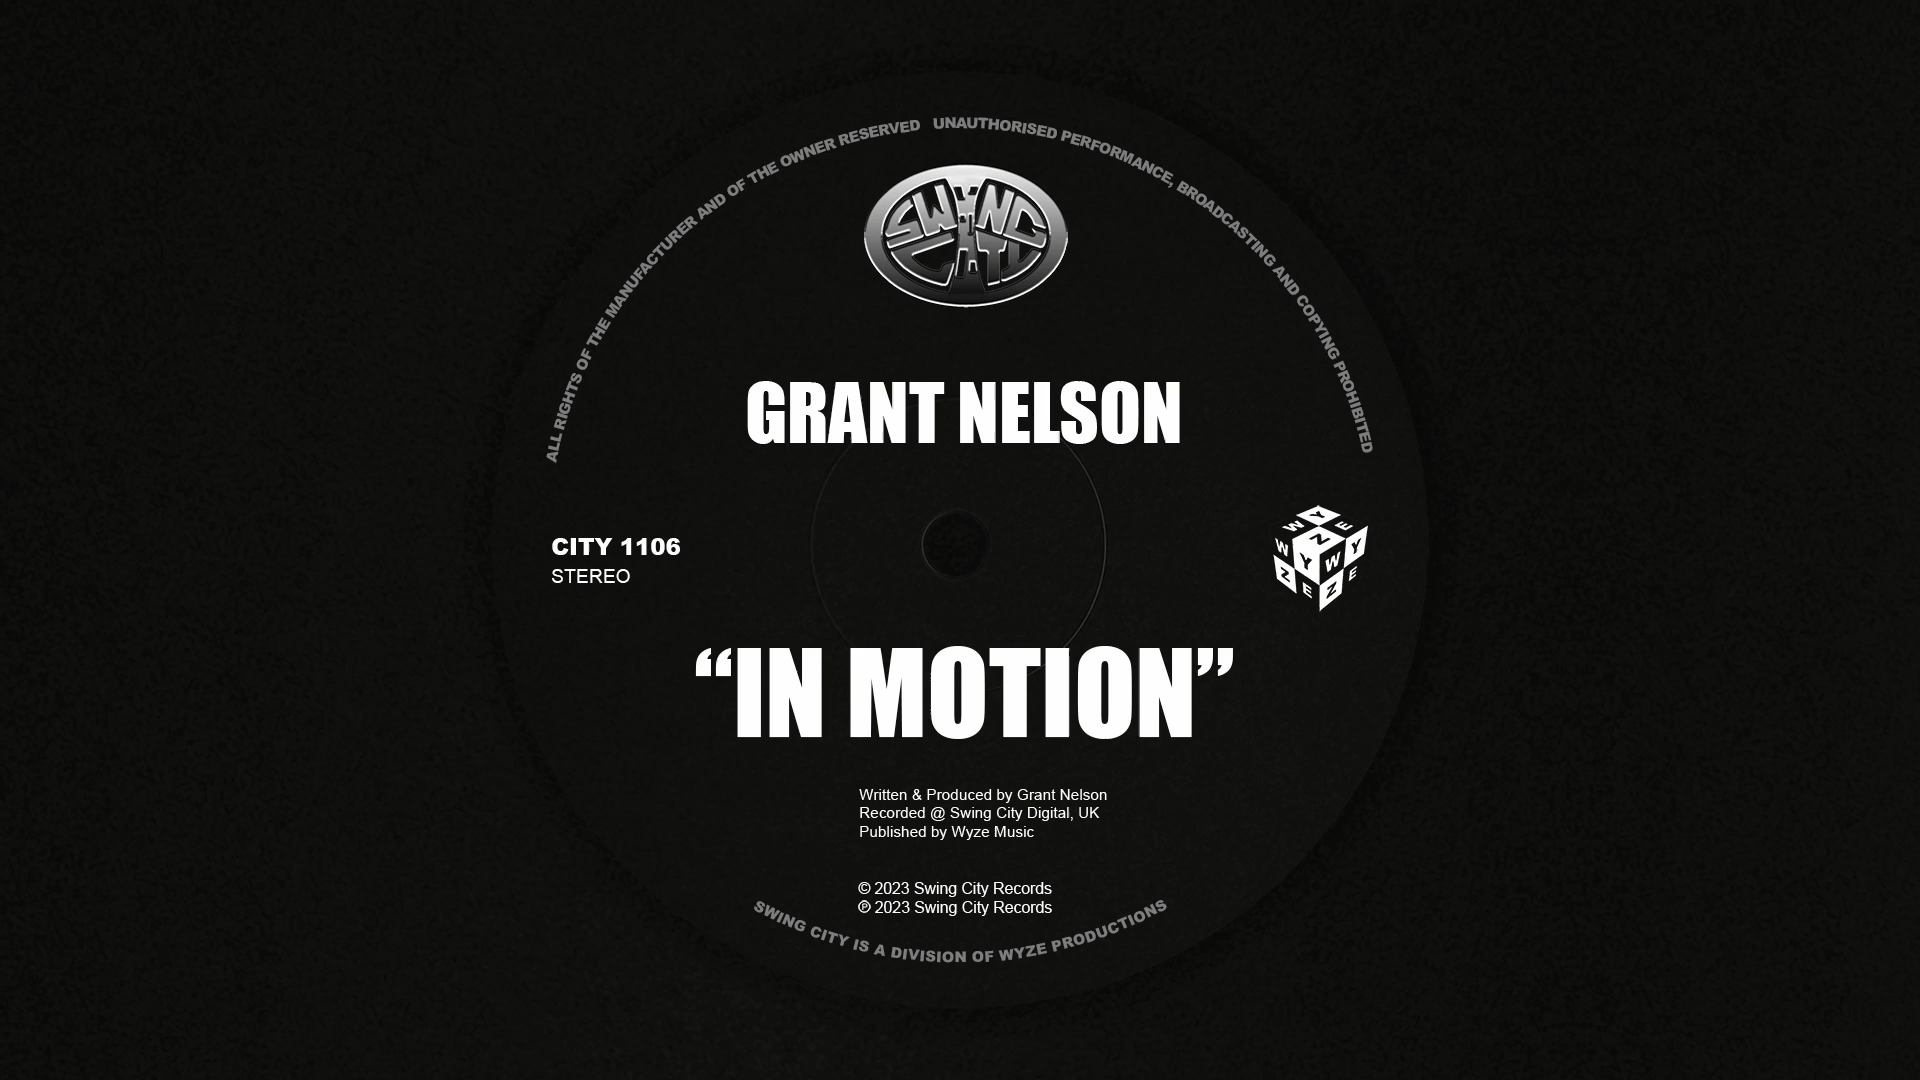 ALL RIGHTS OF THE MANUFACTURER AND OF THE OWNER RESERVED UNAUTHORISED PERFORMANCE, BROADCASTING AND COPYING PROHIBITED
SWING
CITY
GRANT NELSON
CITY 1106
STEREO
W Y Z E
W Y Z E
W Y Z E
“IN MOTION”
Written & Produced by Grant Nelson
Recorded @ Swing City Digital, UK
Published by Wyze Music
© 2023 Swing City Records
℗ 2023 Swing City Records
SWING CITY IS A DIVISION OF WYZE PRODUCTIONS